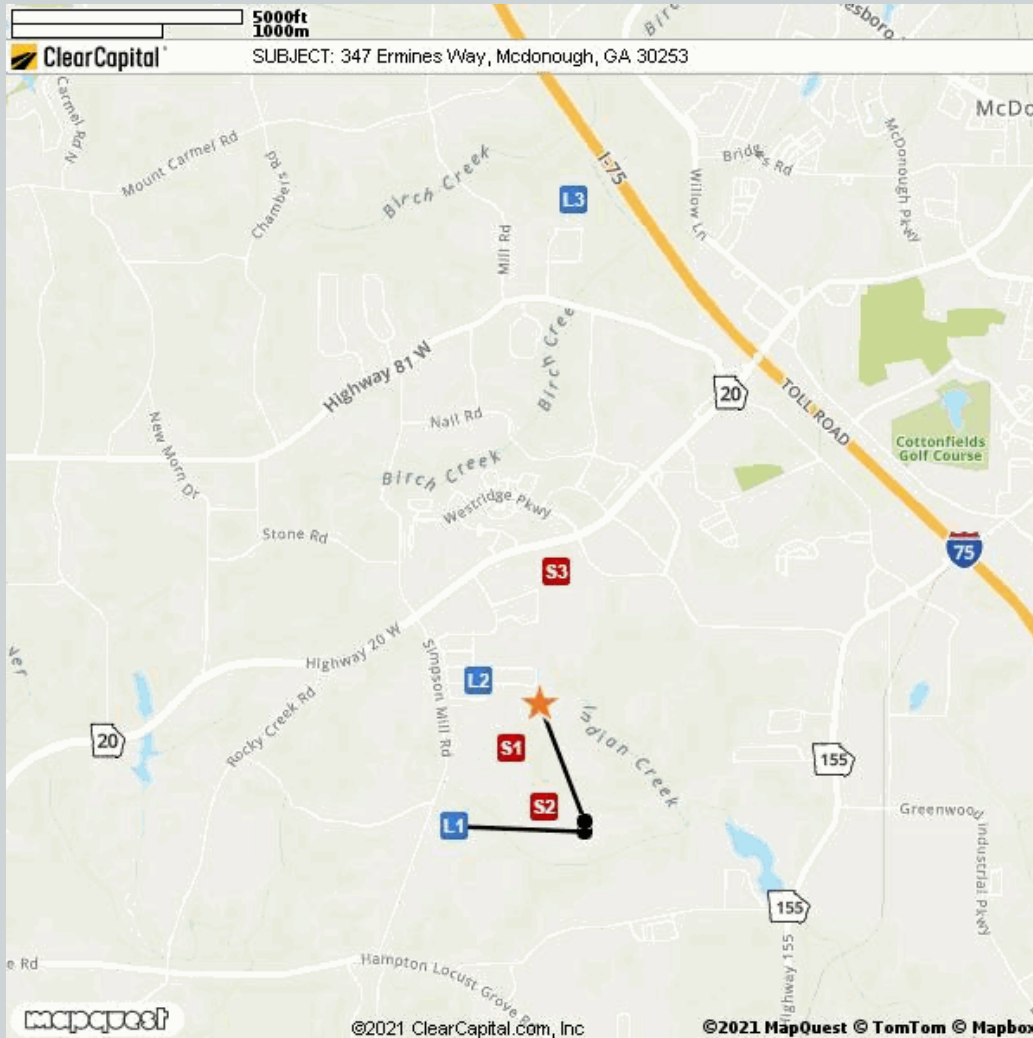 5000ft
1000m
ClearCapital
SUBJECT: 347 Ermines Way, Mcdonough, GA 30253
esboro
Birch
Carmel Rd
N
Mount Carmel Rd
Chambers Rd
Birch Creek
I-75
Bridges Rd
McDonough Pkwy
McDo
Willow Ln
L3
Mill Rd
Highway 81 W
Birch Cree
20
TOLL ROAD
Nail Rd
Cottonfields
Golf Course
New Morn Dr
Birch Creek
Westridge Pkwy
Stone Rd
75
S3
Highway 20 W
Simpson Mill Rd
L2
Indian Creek
20
Rocky Creek Rd
S1
155
S2
L1
Greenwood Industrial Pkwy
155
e Rd
Hampton Locust Grove R
Highway 155
mapquest
©2021 ClearCapital.com, Inc
©2021 MapQuest © TomTom © Mapbox